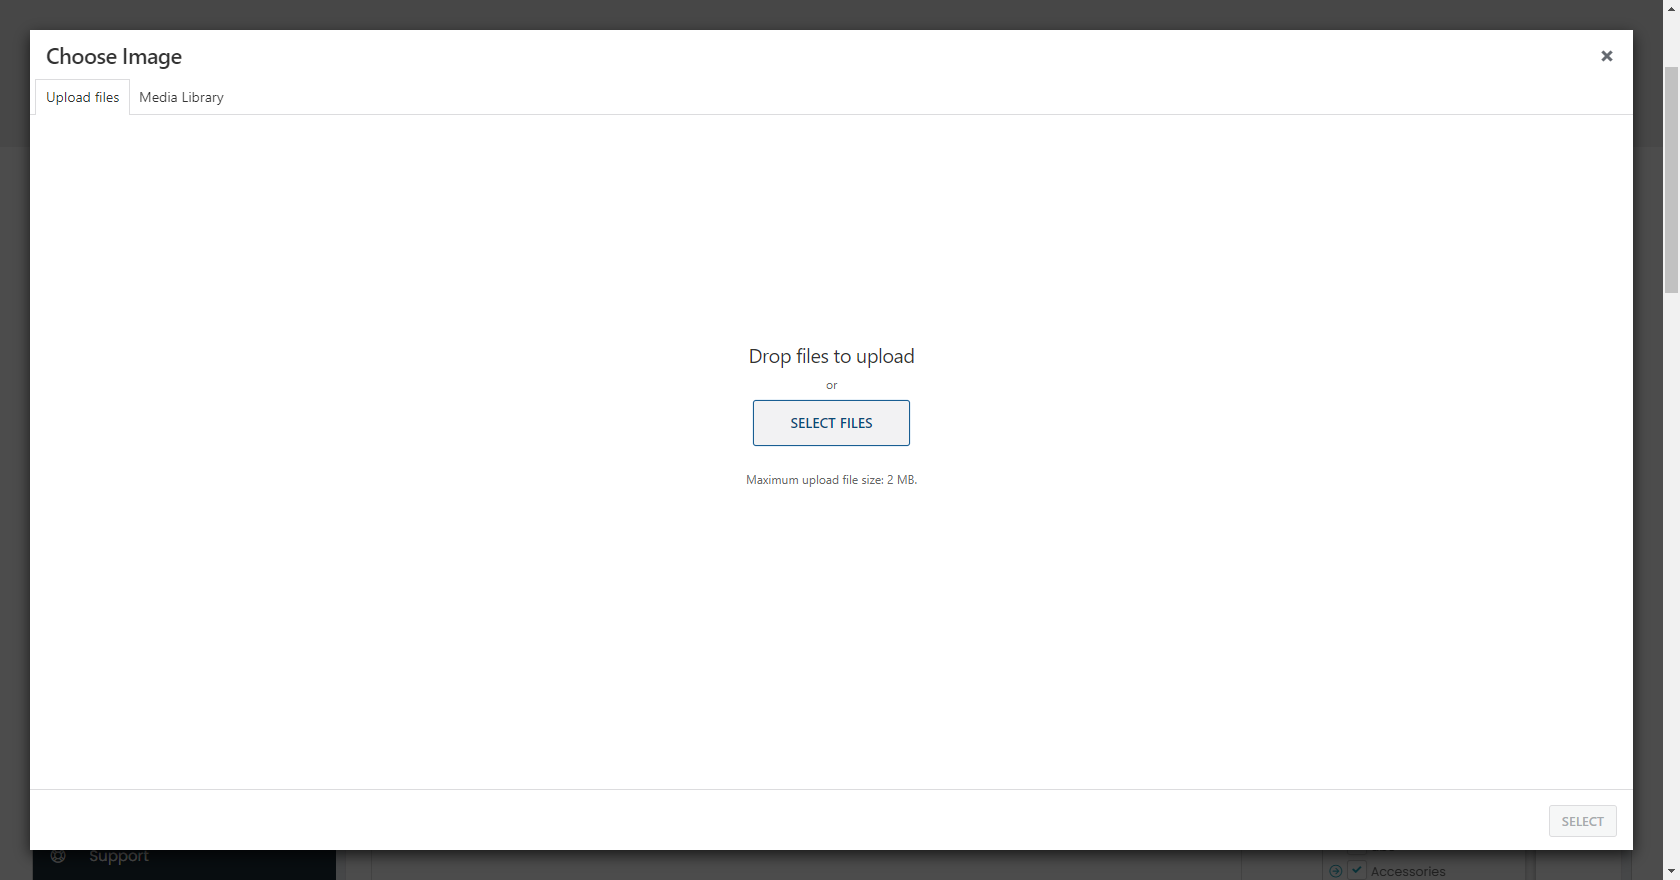 Choose Image
Upload files
Media Library
Drop files to upload
or
SELECT FILES
Maximum upload file size: 2 MB.
SELECT
Support
Accessories